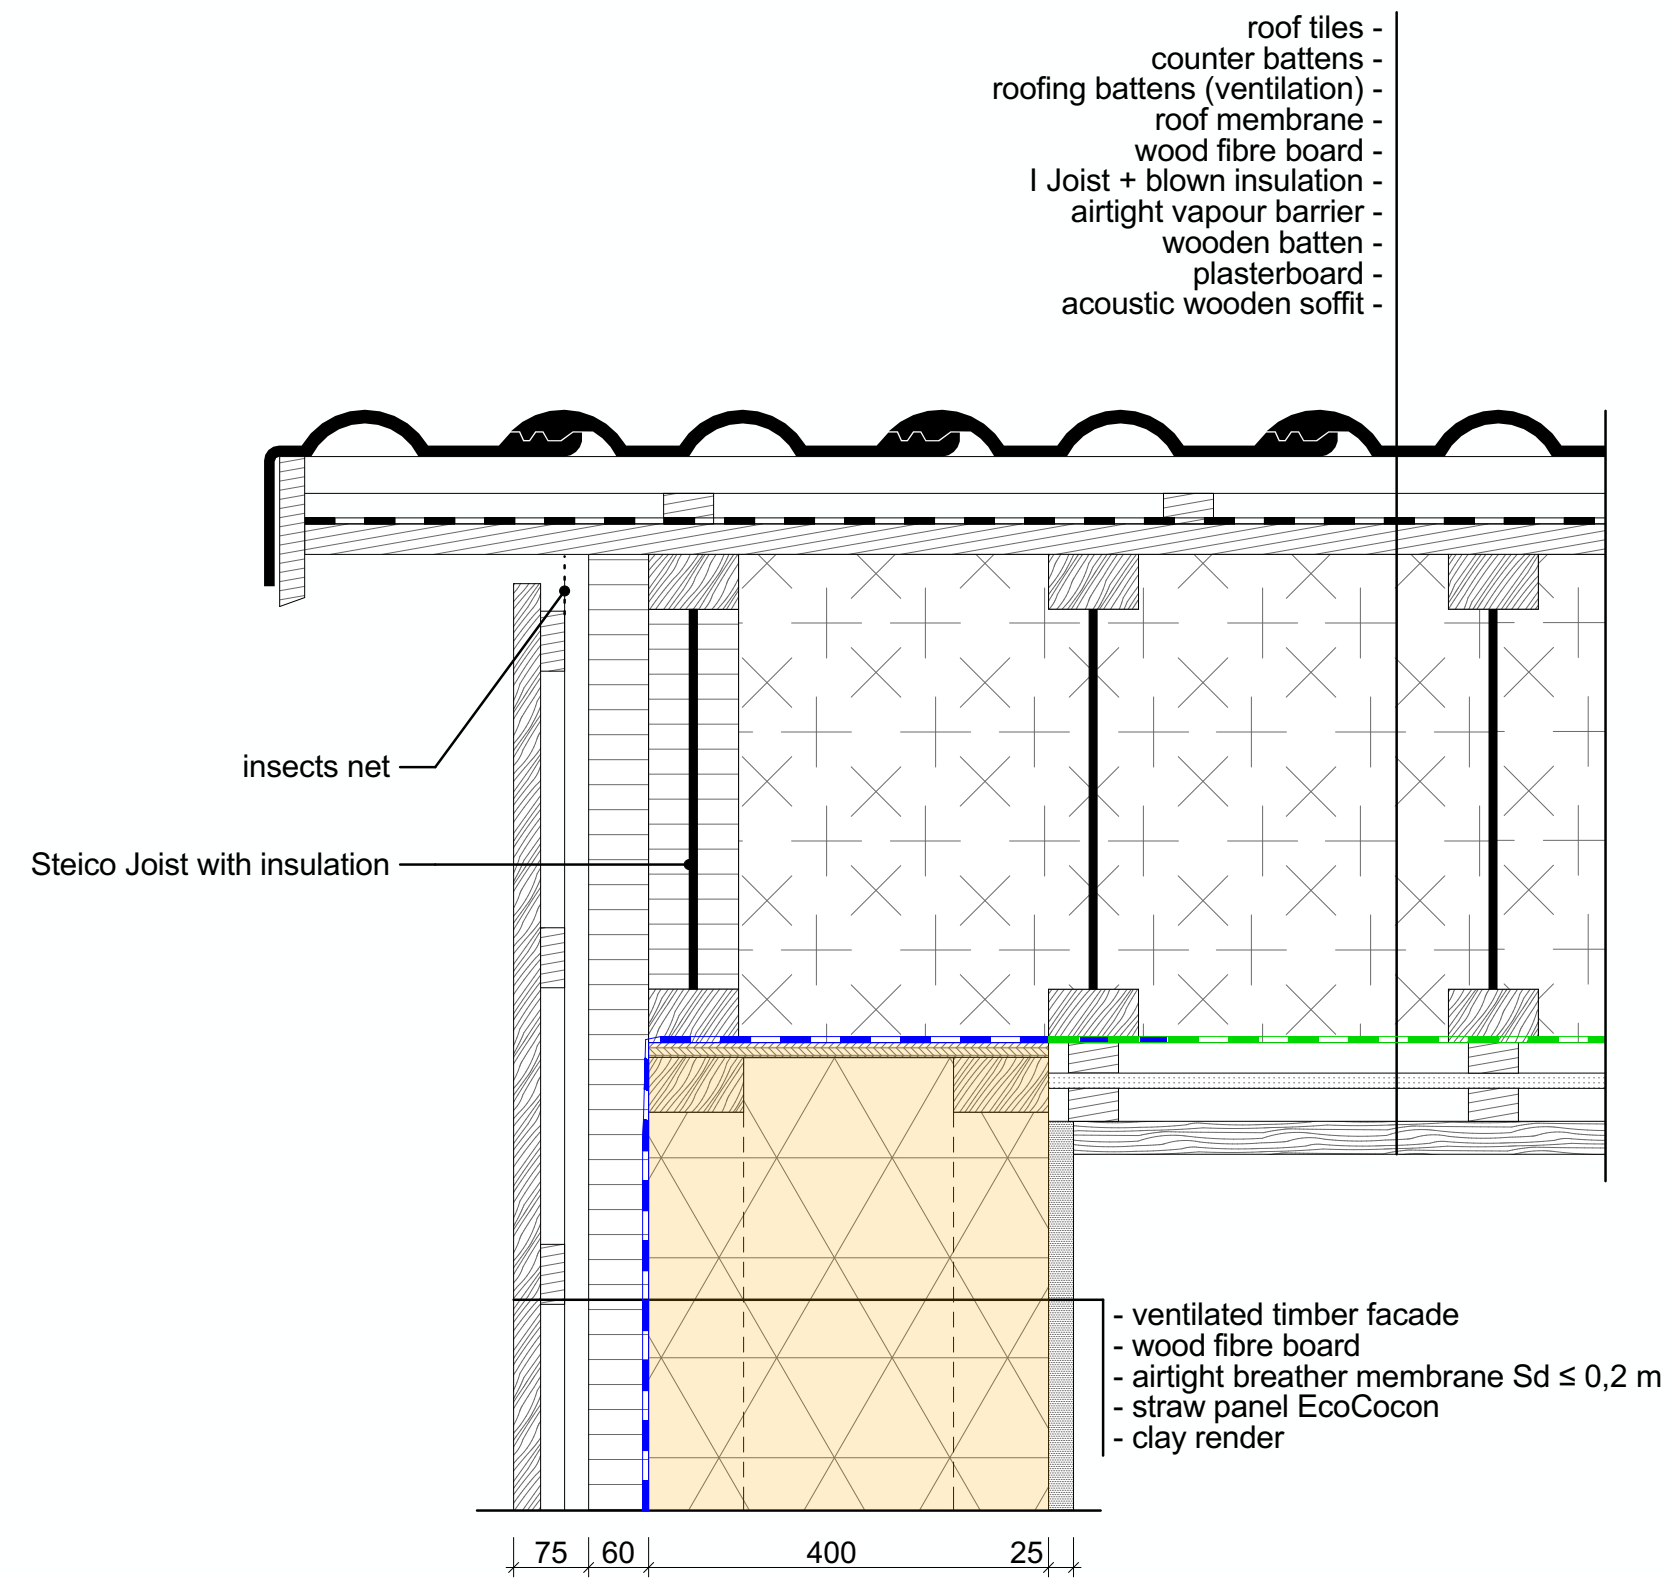 roof tiles -
counter battens -
roofing battens (ventilation) -
roof membrane -
wood fibre board -
I Joist + blown insulation -
airtight vapour barrier -
wooden batten -
plasterboard -
acoustic wooden soffit -
insects net
Steico Joist with insulation
- ventilated timber facade
- wood fibre board
- airtight breather membrane Sd ≤ 0,2 m
- straw panel EcoCocon
- clay render
75 60 400 25